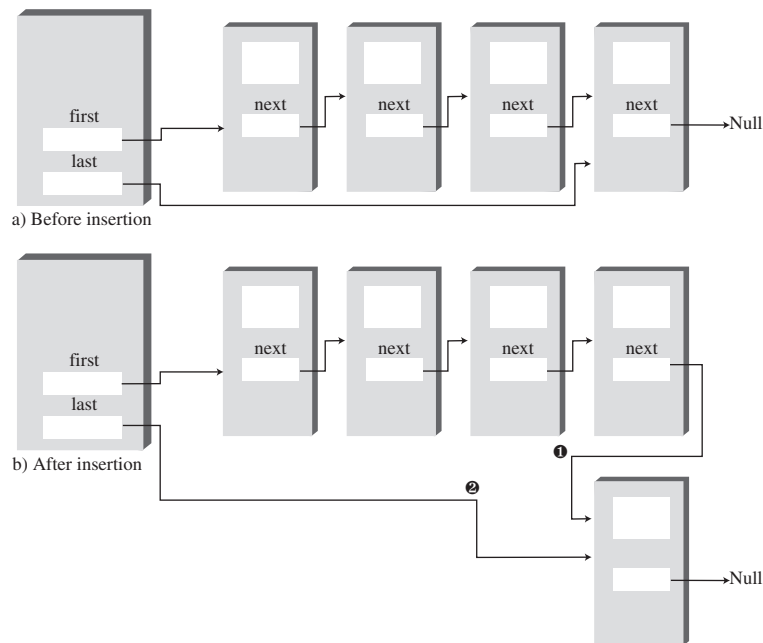 first
last
next
next
next
next
Null
a) Before insertion
first
last
next
next
next
next
b) After insertion
❶
❷
Null